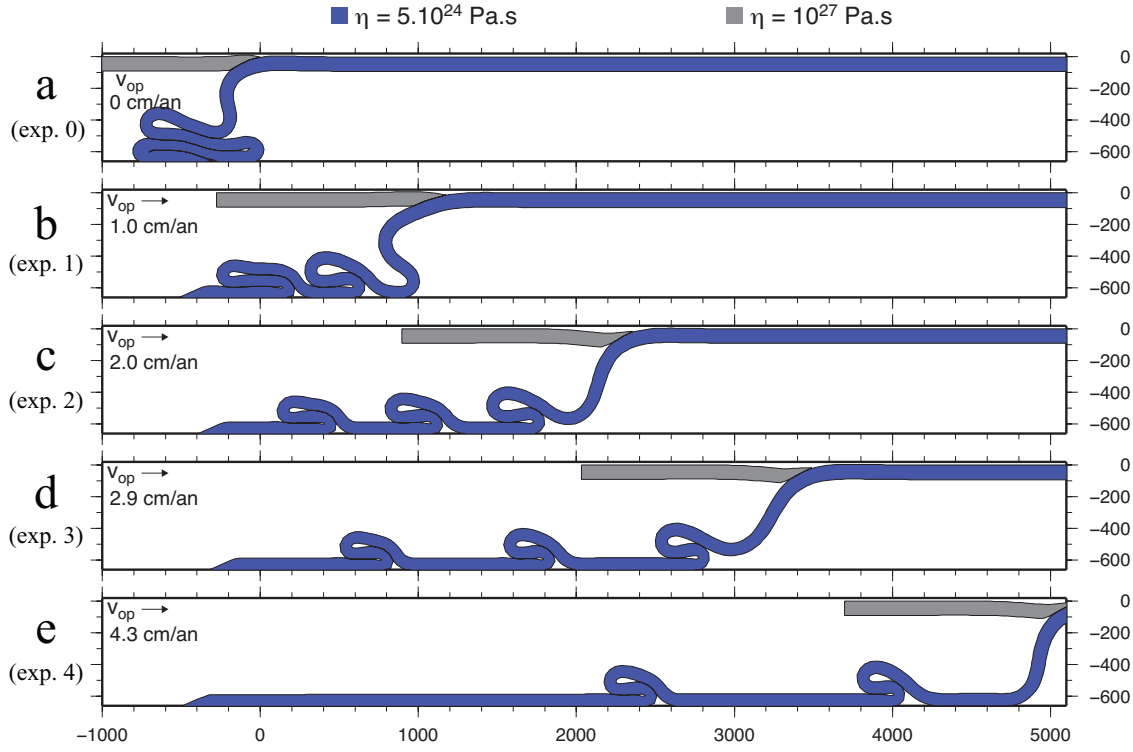 η = 5.10²⁴ Pa.s η = 10²⁷ Pa.s
a
(exp. 0)
v_op
0 cm/an
0
−200
−400
−600
b
(exp. 1)
v_op →
1.0 cm/an
0
−200
−400
−600
c
(exp. 2)
v_op →
2.0 cm/an
0
−200
−400
−600
d
(exp. 3)
v_op →
2.9 cm/an
0
−200
−400
−600
e
(exp. 4)
v_op →
4.3 cm/an
0
−200
−400
−600
−1000 0 1000 2000 3000 4000 5000